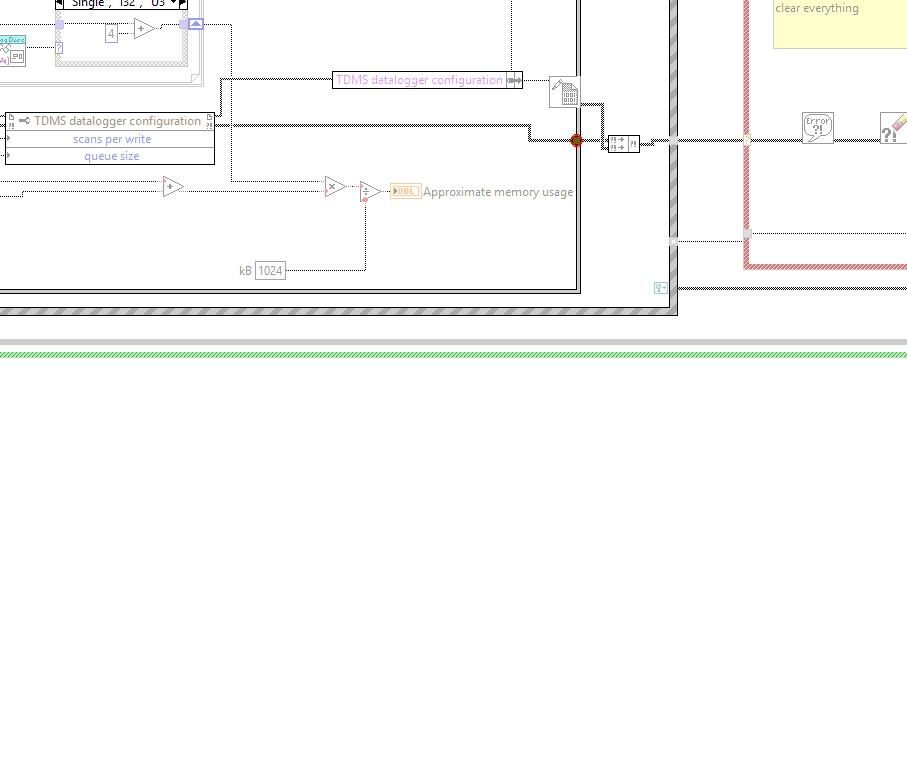 Single, I32, U3
clear everything
4
TDMS datalogger configuration
TDMS datalogger configuration
Error
?!
scans per write
queue size
Approximate memory usage
DBL
kB 1024